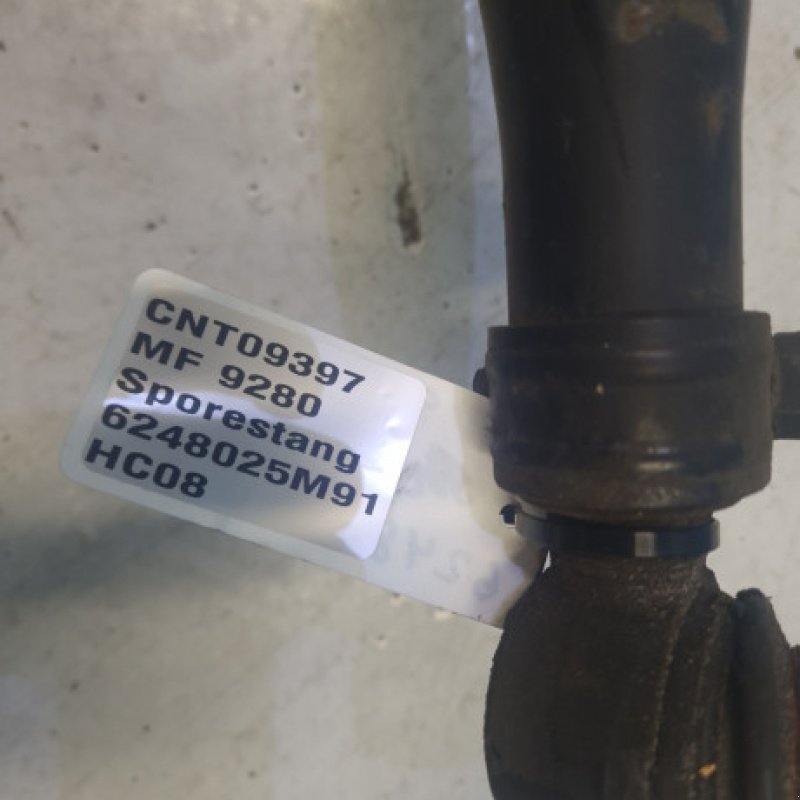 CNT09397
MF 9280
Sporestang
6248025M91
HC08